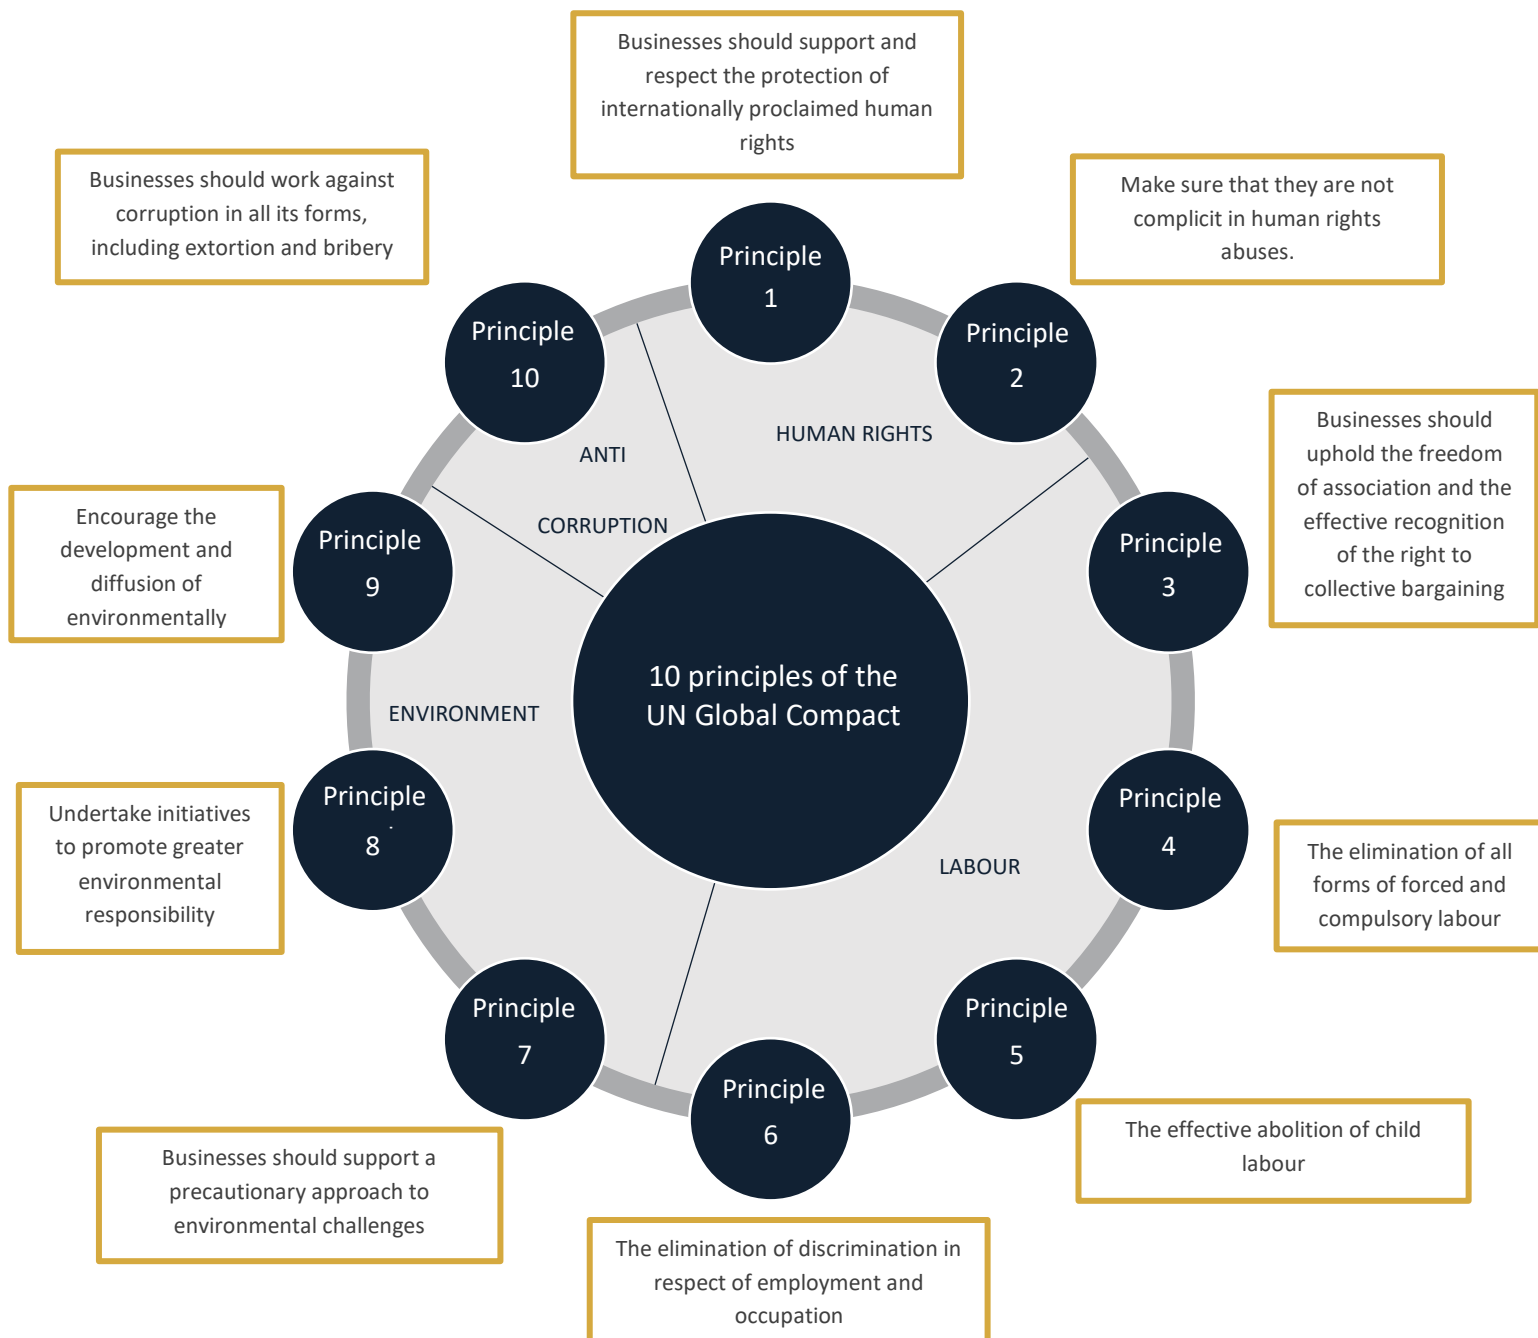 Businesses should support and
respect the protection of
internationally proclaimed human
rights
Make sure that they are not
complicit in human rights
abuses.
Businesses should
uphold the freedom
of association and the
effective recognition
of the right to
collective bargaining
The elimination of all
forms of forced and
compulsory labour
The effective abolition of child
labour
The elimination of discrimination in
respect of employment and
occupation
Businesses should support a
precautionary approach to
environmental challenges
Undertake initiatives
to promote greater
environmental
responsibility
Encourage the
development and
diffusion of
environmentally
Businesses should work against
corruption in all its forms,
including extortion and bribery
Principle
1
Principle
2
Principle
3
Principle
4
Principle
5
Principle
6
Principle
7
Principle
8
Principle
9
Principle
10
HUMAN RIGHTS
LABOUR
ENVIRONMENT
ANTI
CORRUPTION
10 principles of the
UN Global Compact